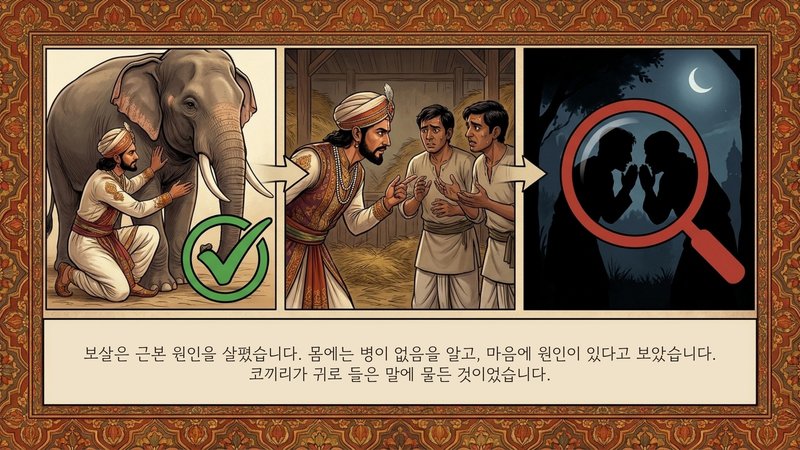 보살은 근본 원인을 살폈습니다. 몸에는 병이 없음을 알고, 마음에 원인이 있다고 보았습니다.
코끼리가 귀로 들은 말에 물든 것이었습니다.